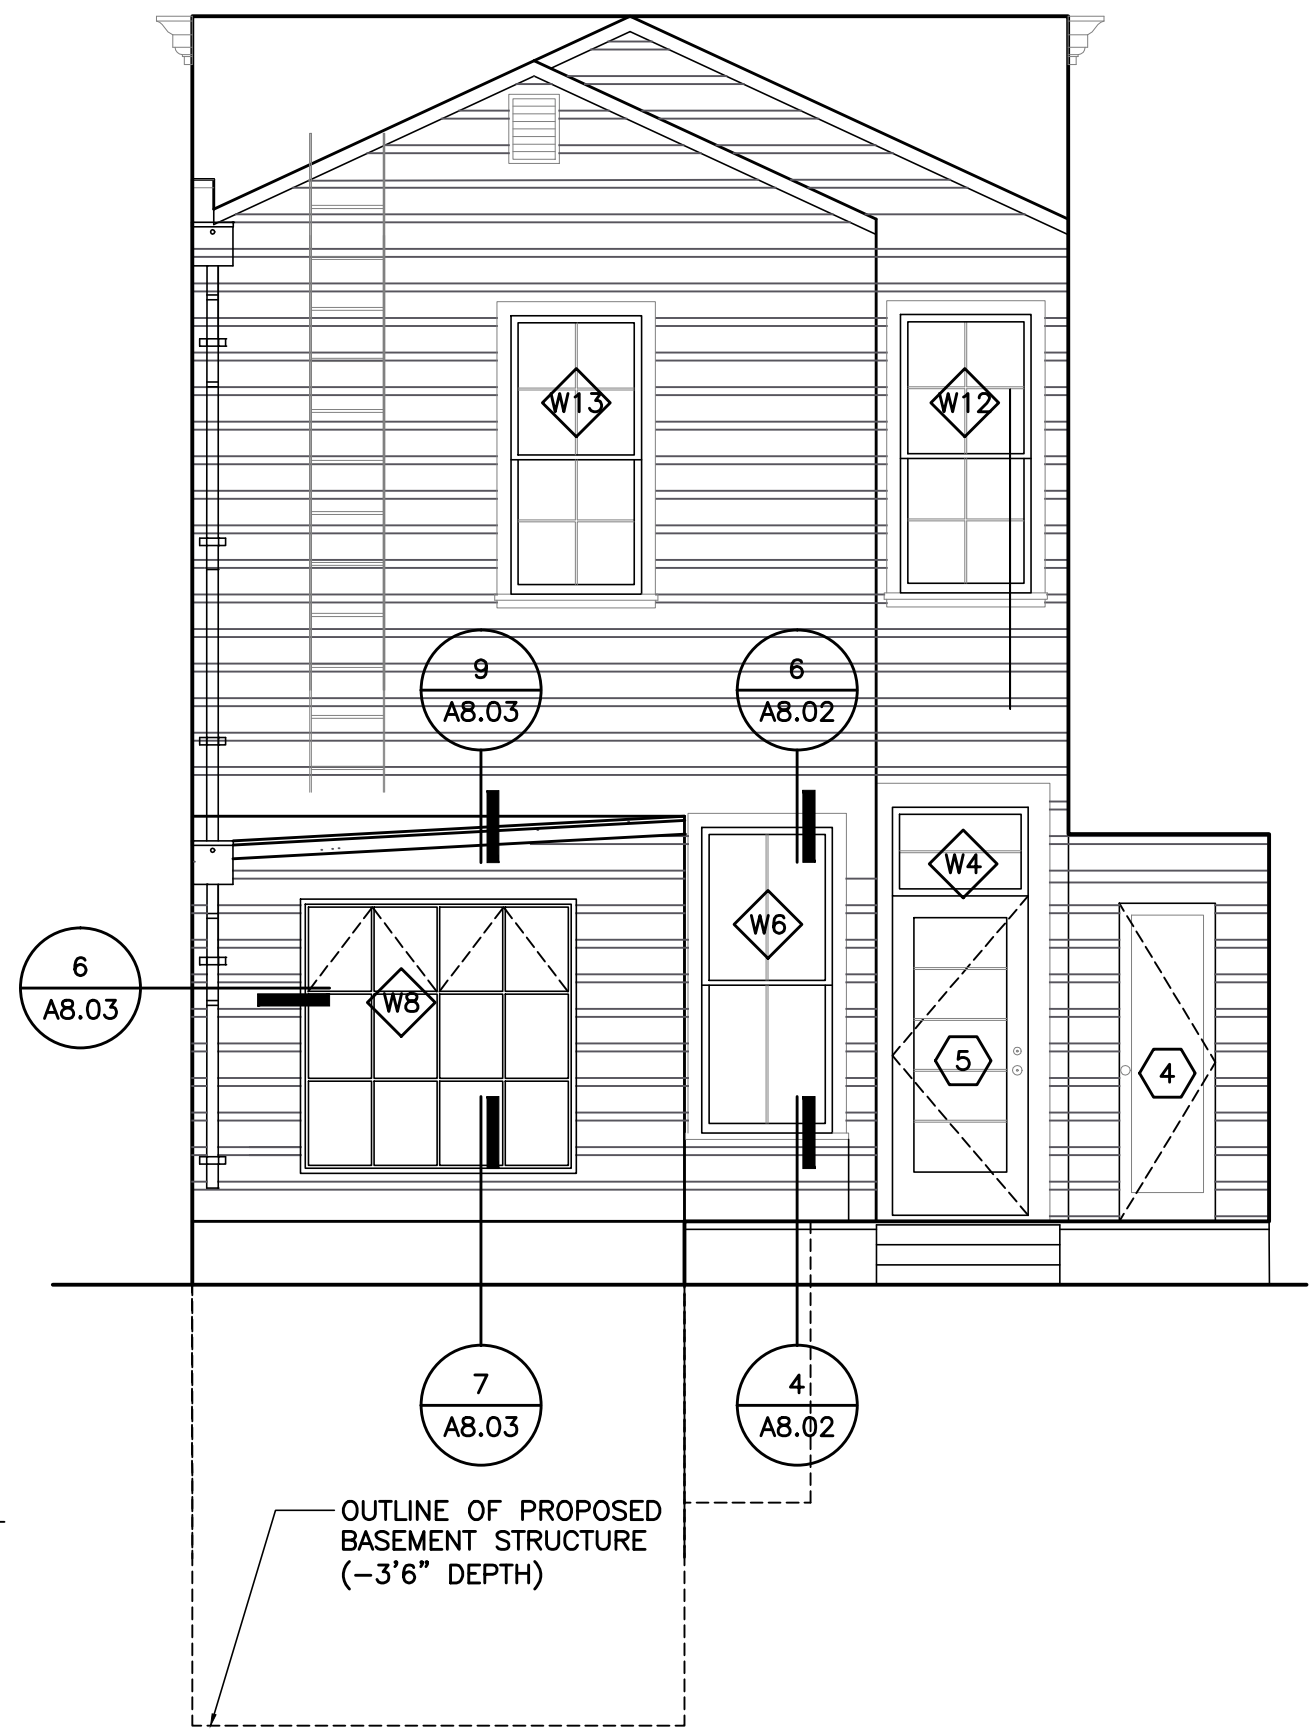 W13
W12
9
A8.03
6
A8.02
W4
W6
6
A8.03
W8
5
4
7
A8.03
4
A8.02
OUTLINE OF PROPOSED
BASEMENT STRUCTURE
(-3'6" DEPTH)